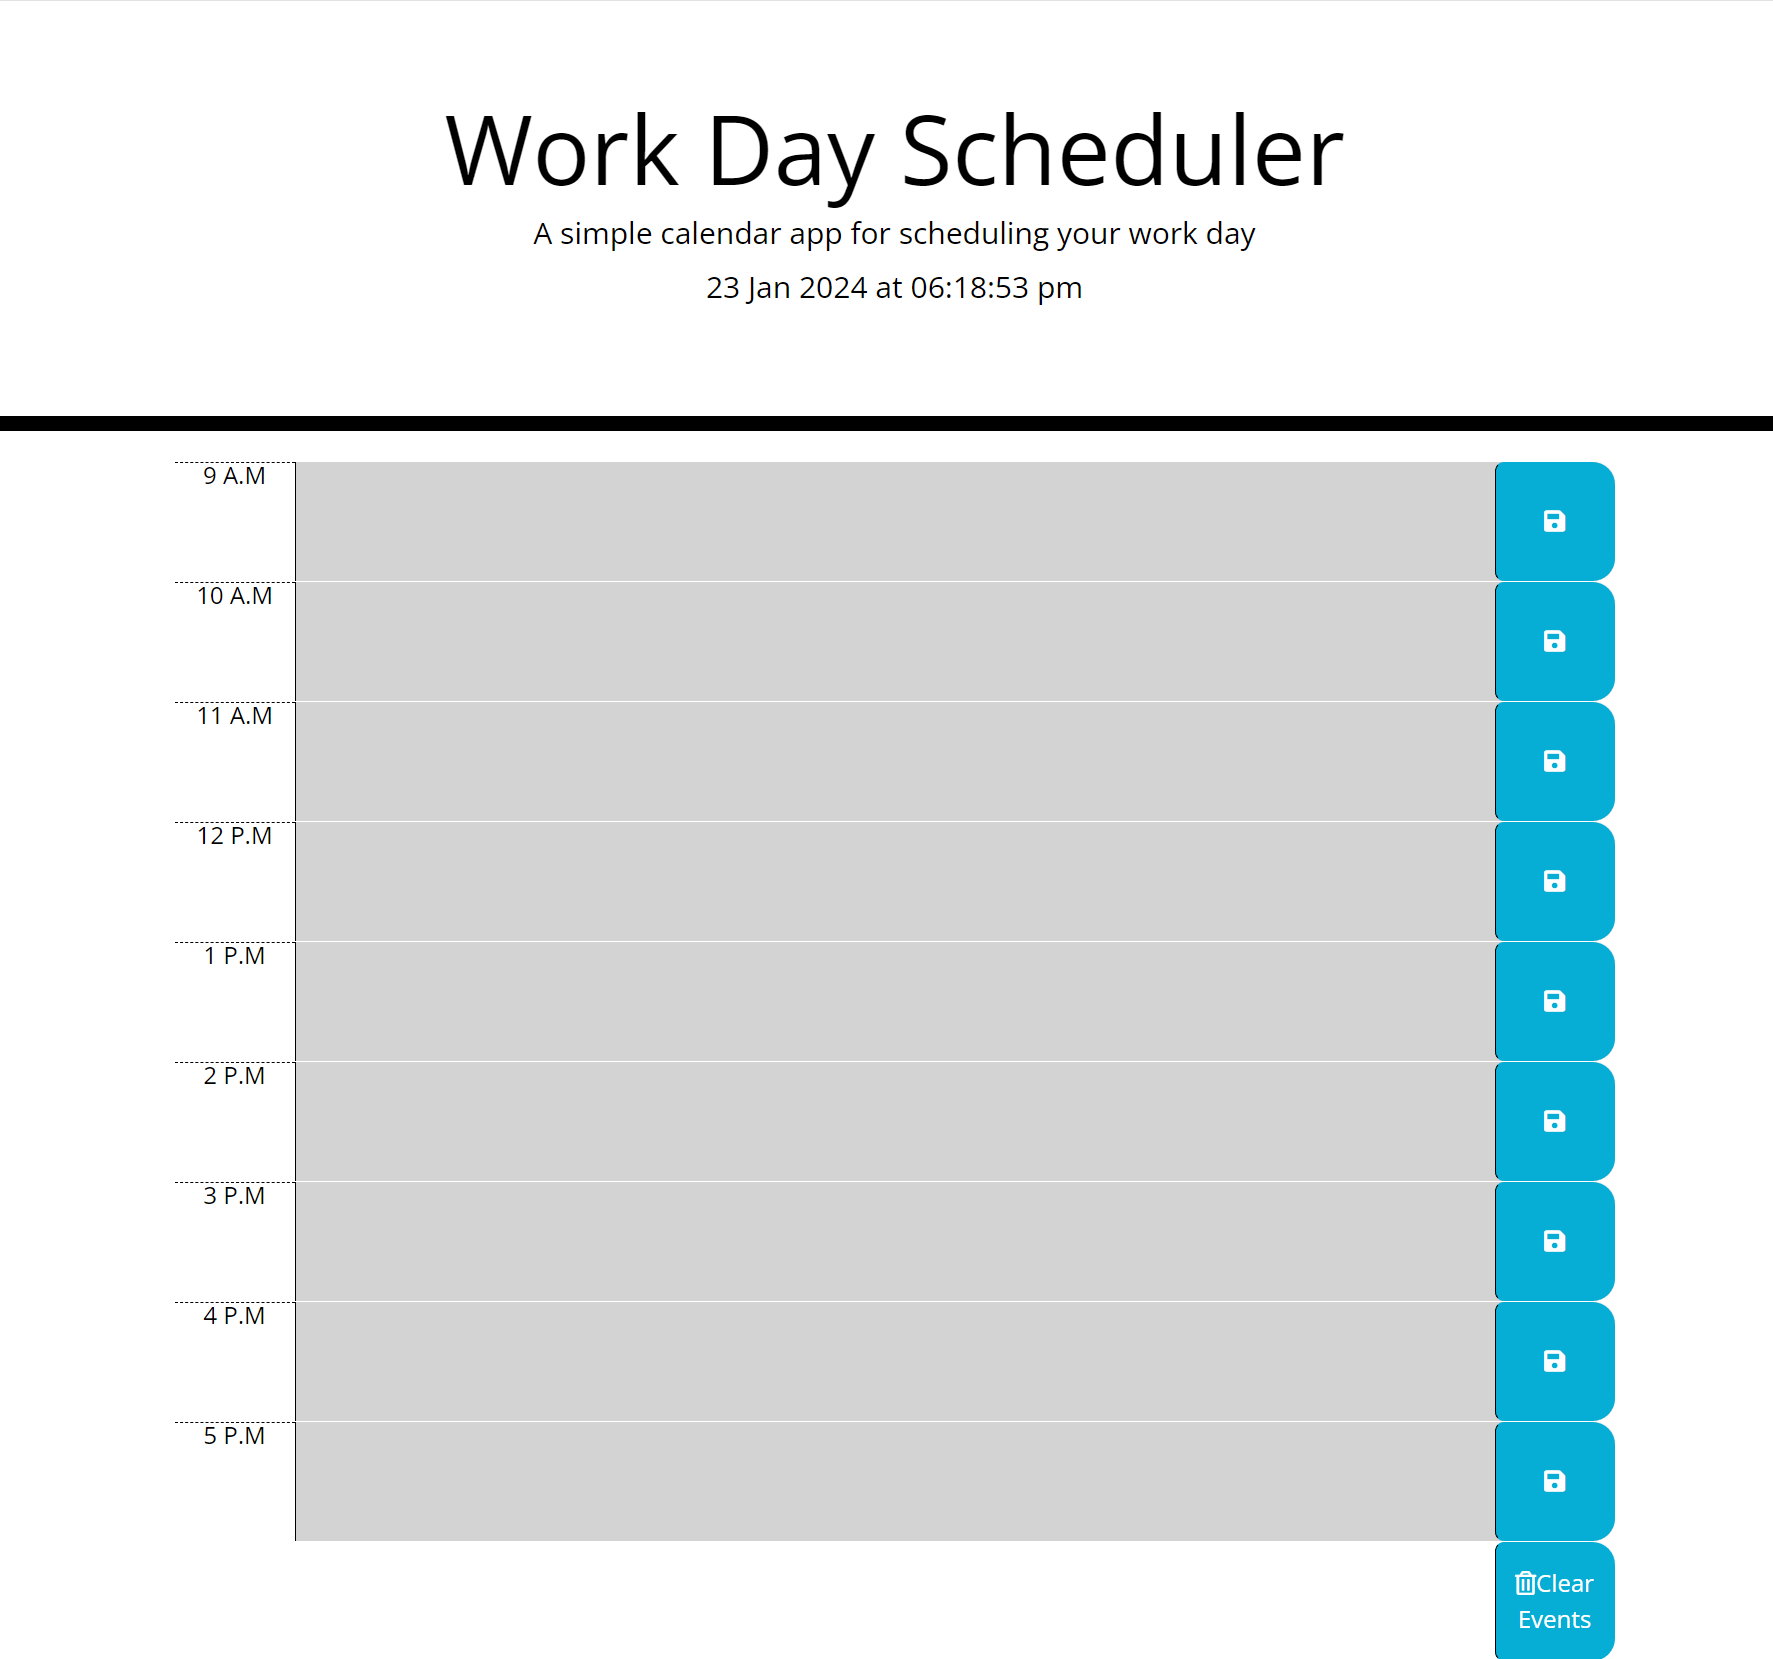 Work Day Scheduler
A simple calendar app for scheduling your work day
23 Jan 2024 at 06:18:53 pm
9 A.M
10 A.M
11 A.M
12 P.M
1 P.M
2 P.M
3 P.M
4 P.M
5 P.M
Clear
Events